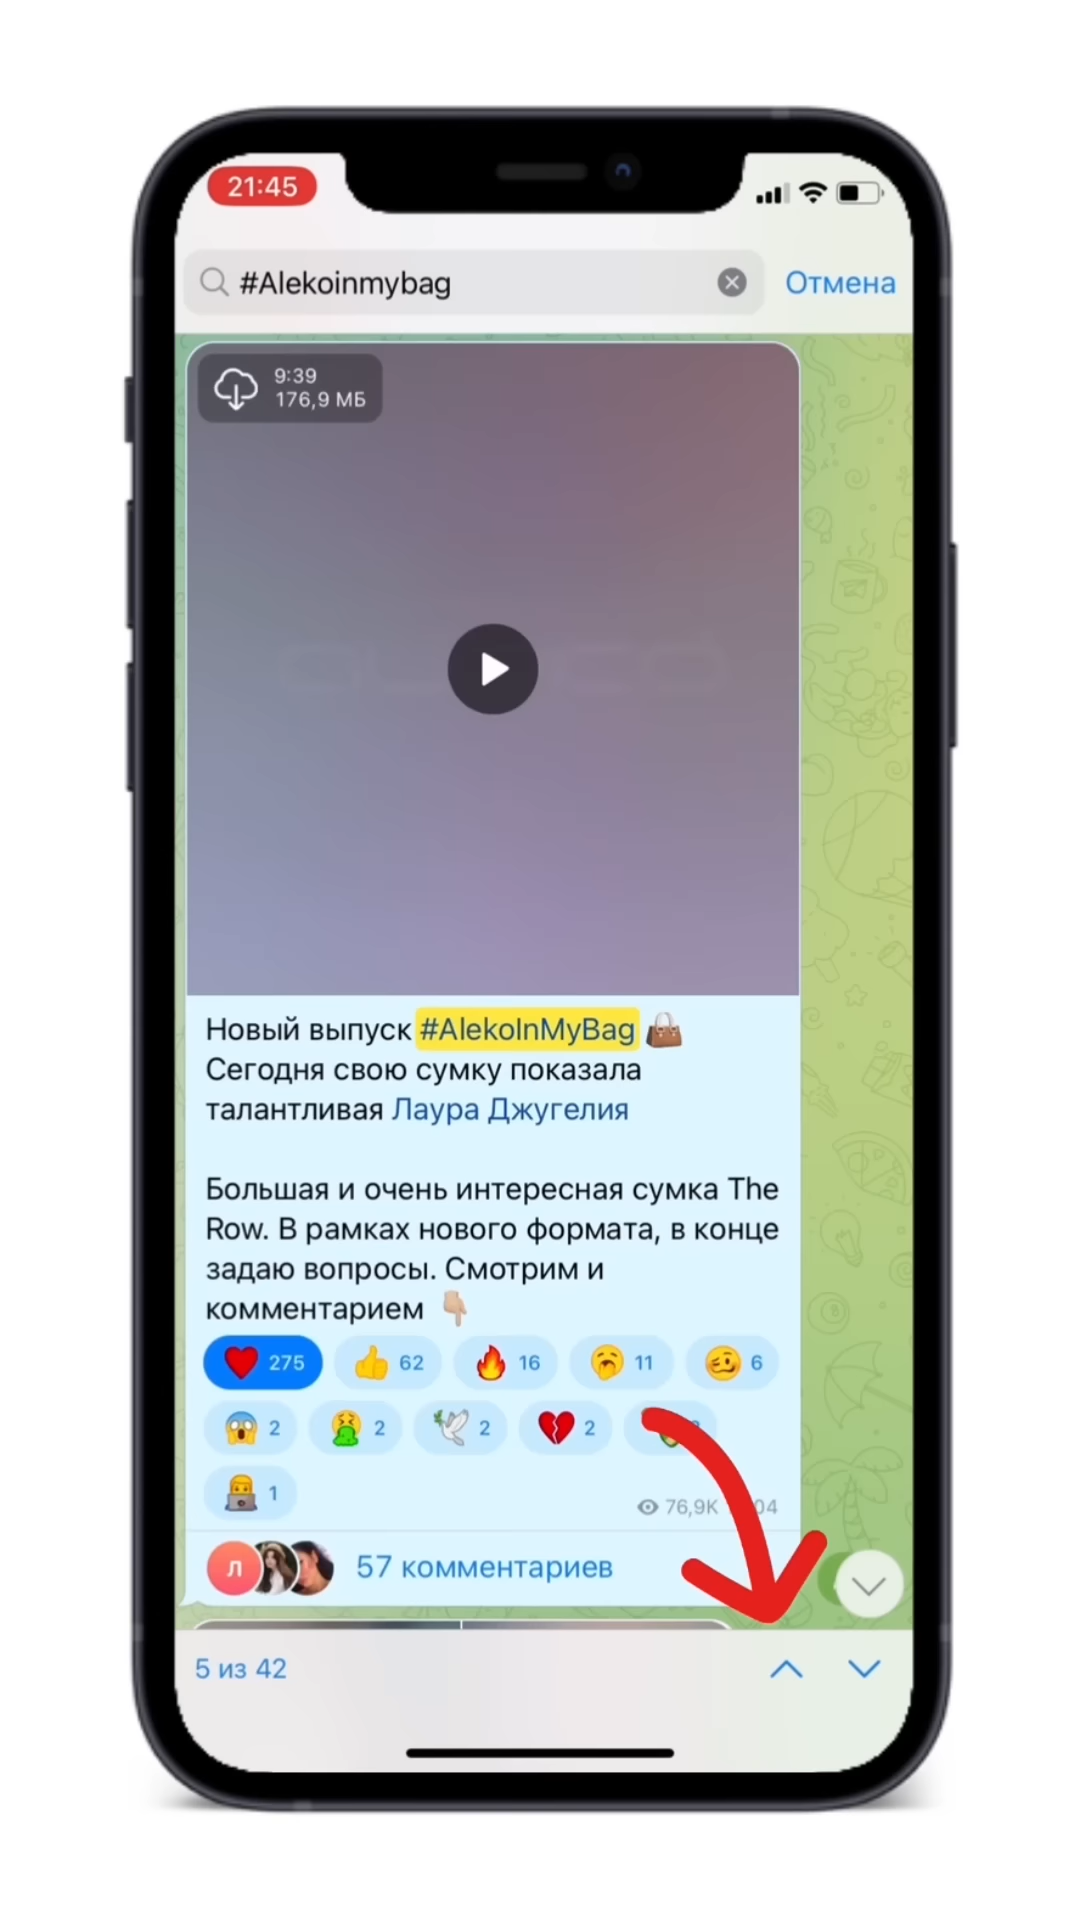 21:45
#Alekoinmybag
Отмена
9:39
176,9 МБ
Новый выпуск #AlekoInMyBag 👜
Сегодня свою сумку показала
талантливая Лаура Джугелия
Большая и очень интересная сумка The
Row. В рамках нового формата, в конце
задаю вопросы. Смотрим и
комментарием 👇🏼
❤️ 275 👍 62 🔥 16 🥱 11 🥴 6
😱 2 🤮 2 🕊 2 💔 2
👨‍💻 1
76,9K
Л 57 комментариев
5 из 42